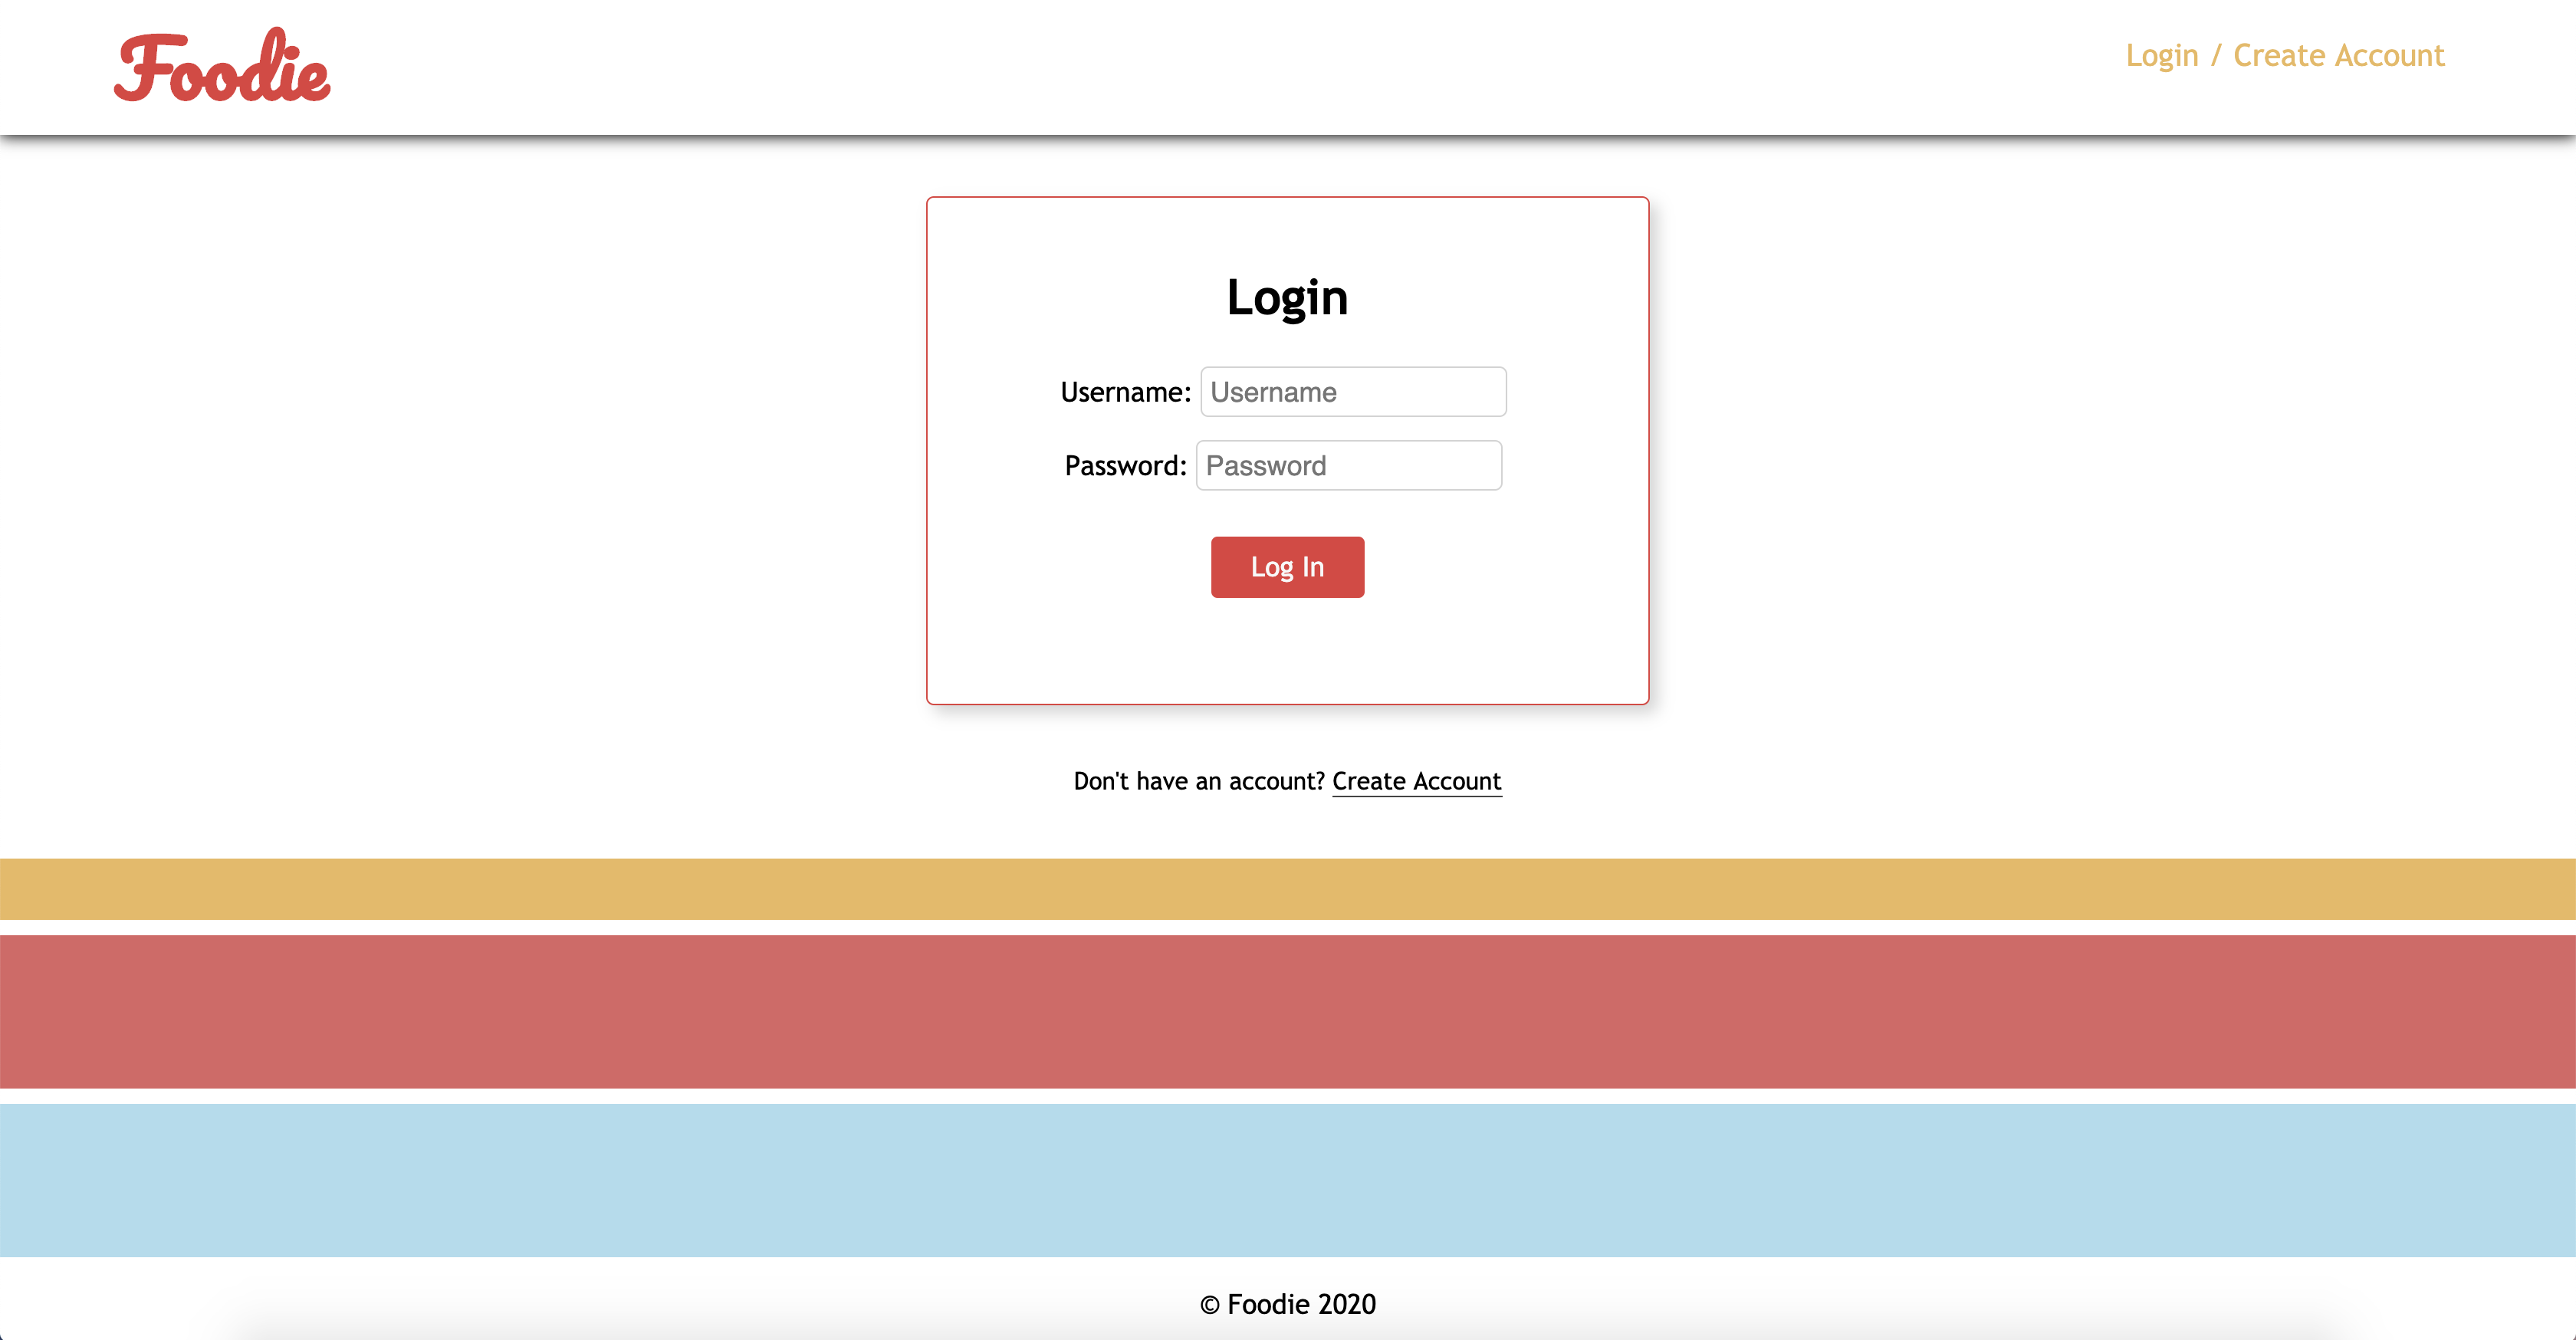 Foodie
Login / Create Account
Login
Username: Username
Password: Password
Log In
Don't have an account? Create Account
© Foodie 2020